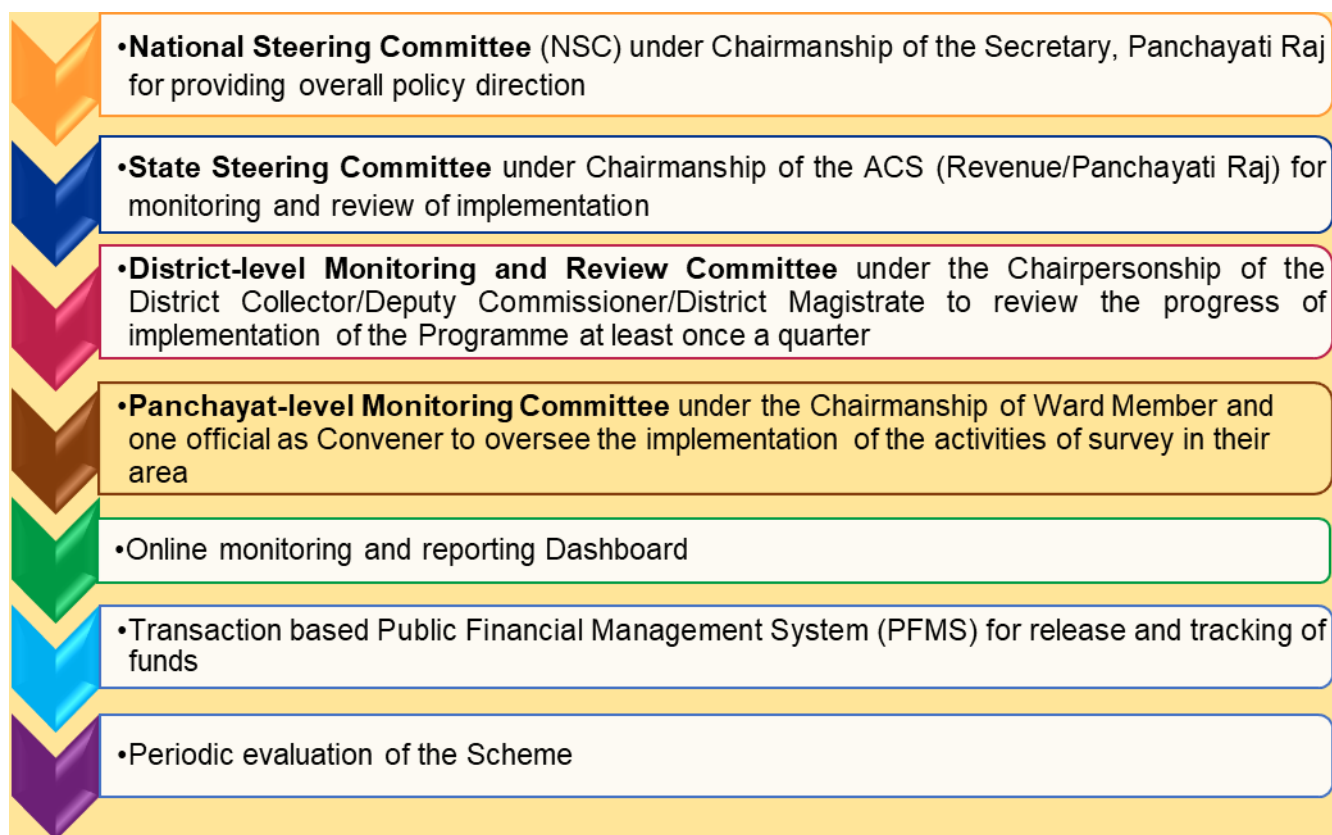 •National Steering Committee (NSC) under Chairmanship of the Secretary, Panchayati Raj
for providing overall policy direction
•State Steering Committee under Chairmanship of the ACS (Revenue/Panchayati Raj) for
monitoring and review of implementation
•District-level Monitoring and Review Committee under the Chairpersonship of the
District Collector/Deputy Commissioner/District Magistrate to review the progress of
implementation of the Programme at least once a quarter
•Panchayat-level Monitoring Committee under the Chairmanship of Ward Member and
one official as Convener to oversee the implementation of the activities of survey in their
area
•Online monitoring and reporting Dashboard
•Transaction based Public Financial Management System (PFMS) for release and tracking of
funds
•Periodic evaluation of the Scheme